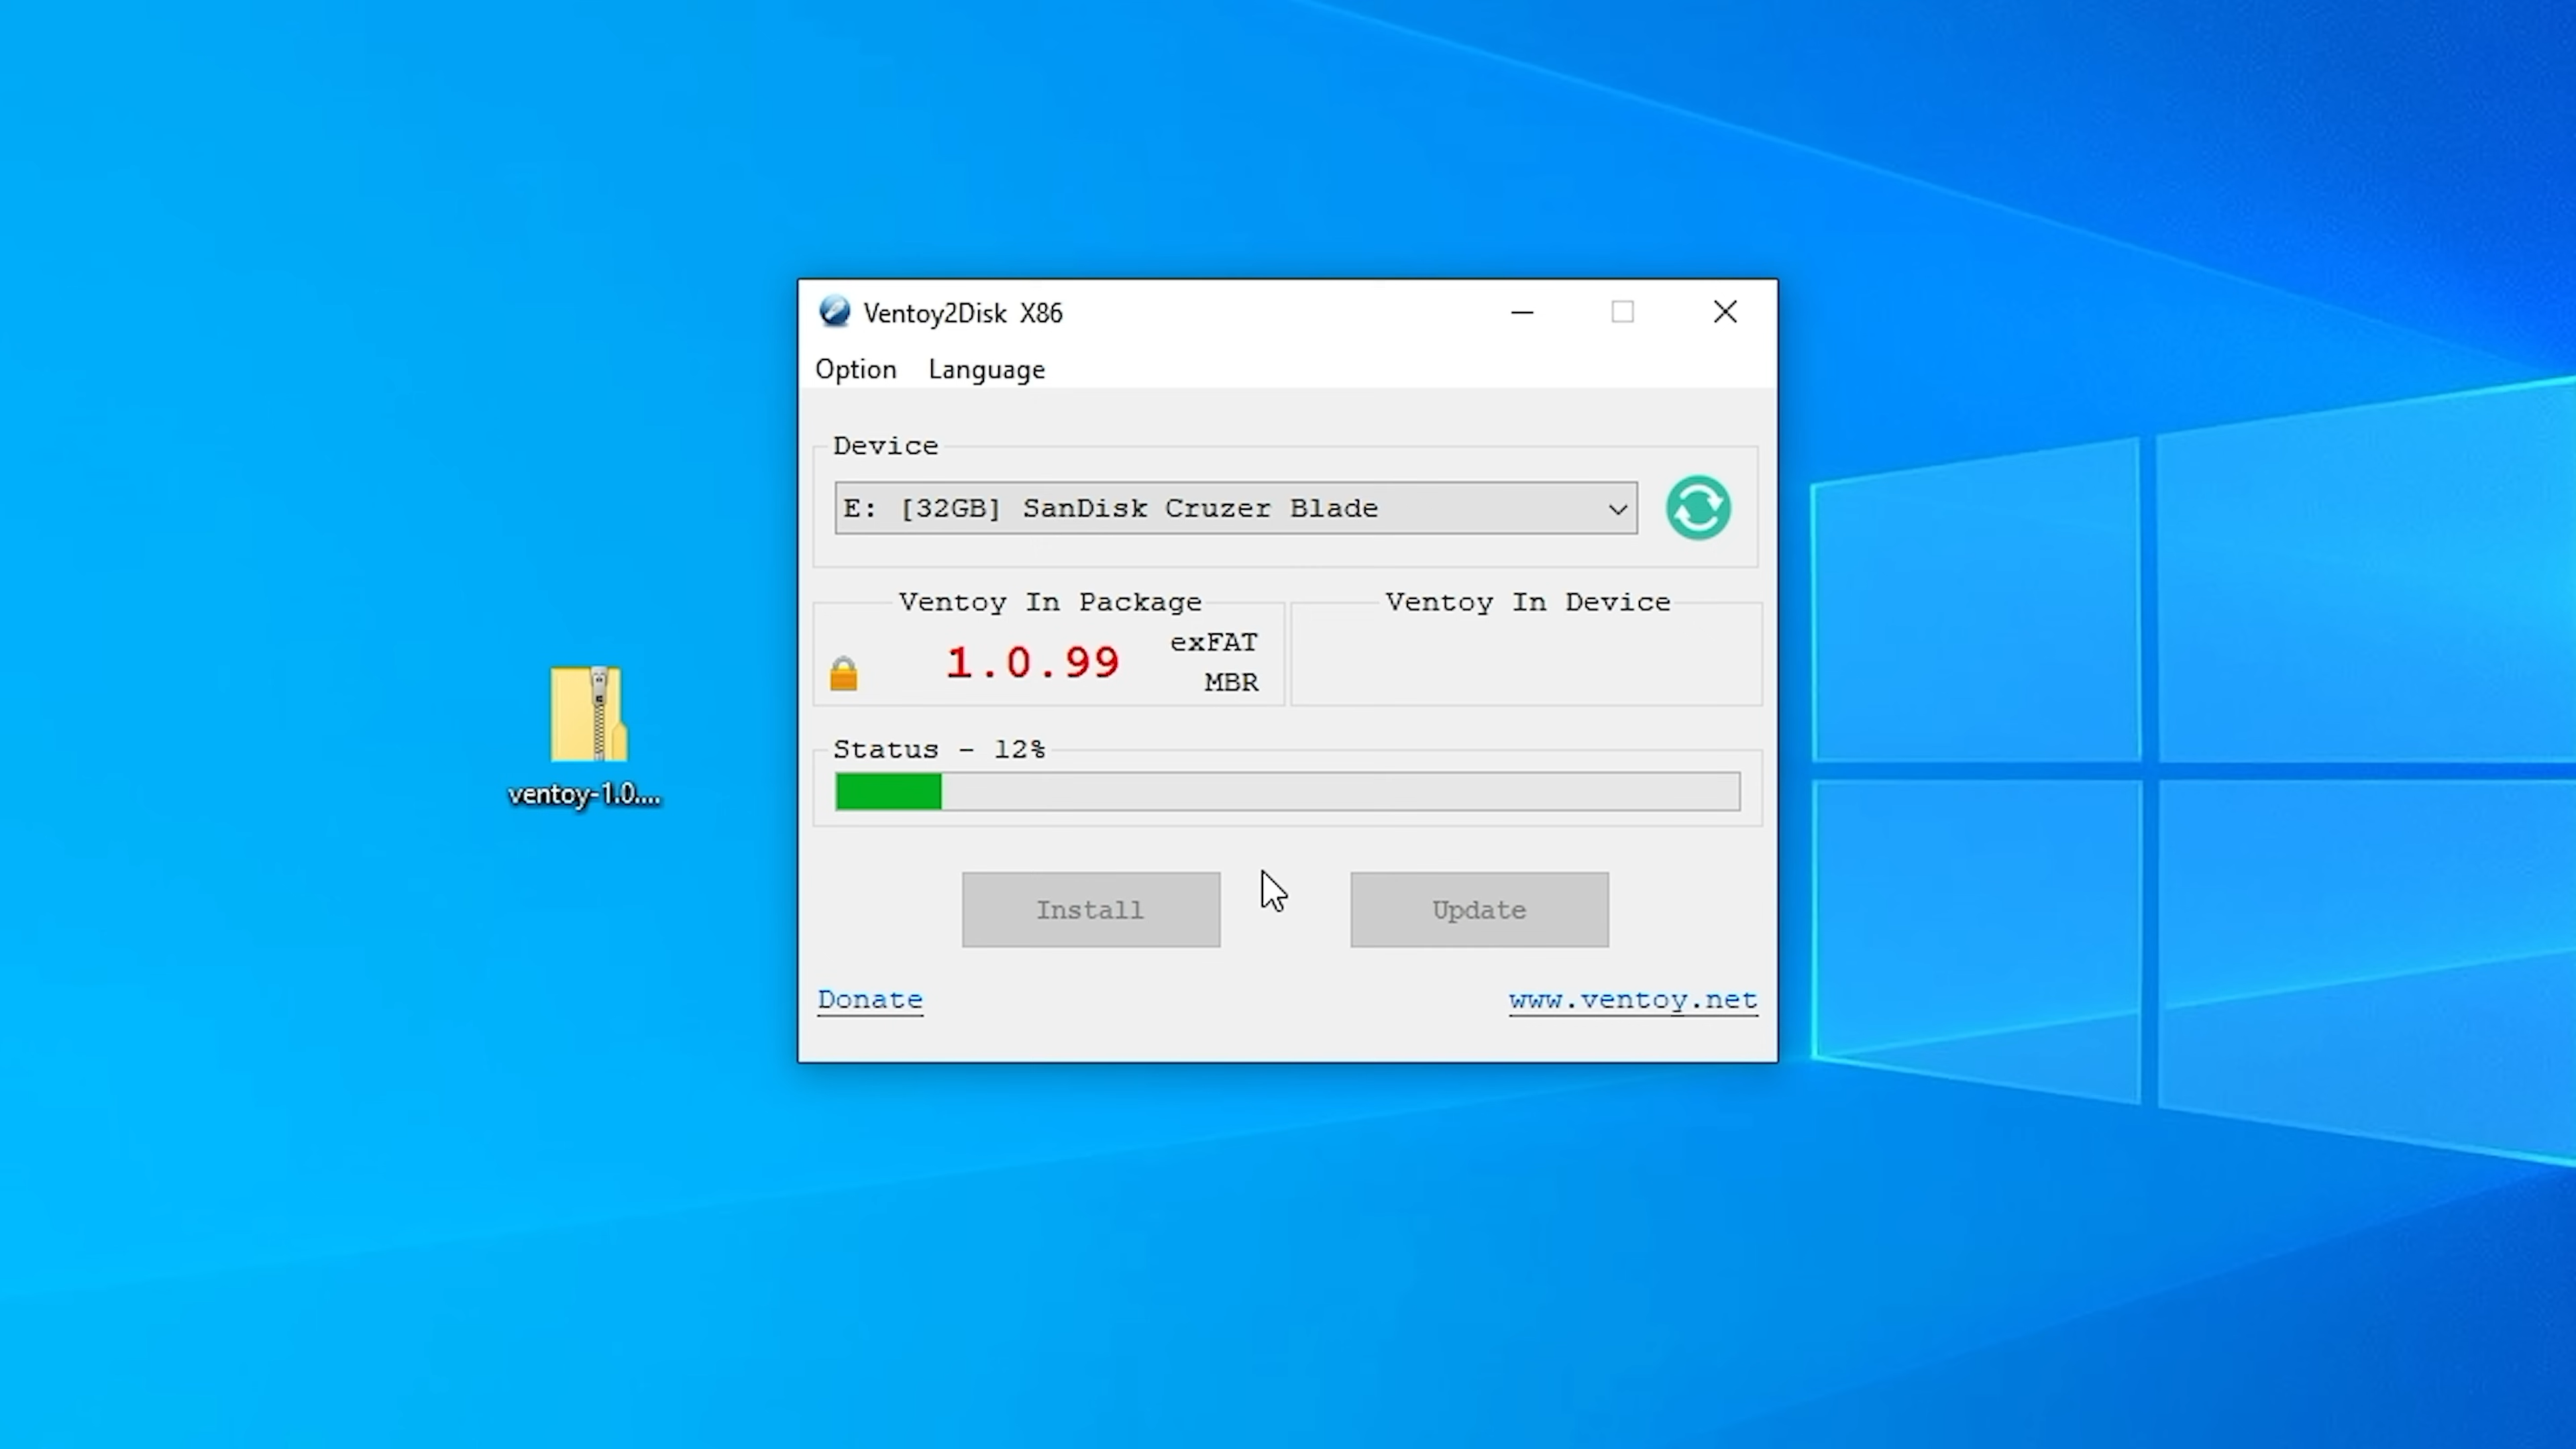 Ventoy2Disk X86
Option Language
Device
E: [32GB] SanDisk Cruzer Blade
Ventoy In Package
1.0.99
exFAT
MBR
Ventoy In Device
Status - 12%
ventoy-1.0....
Install
Update
Donate
www.ventoy.net